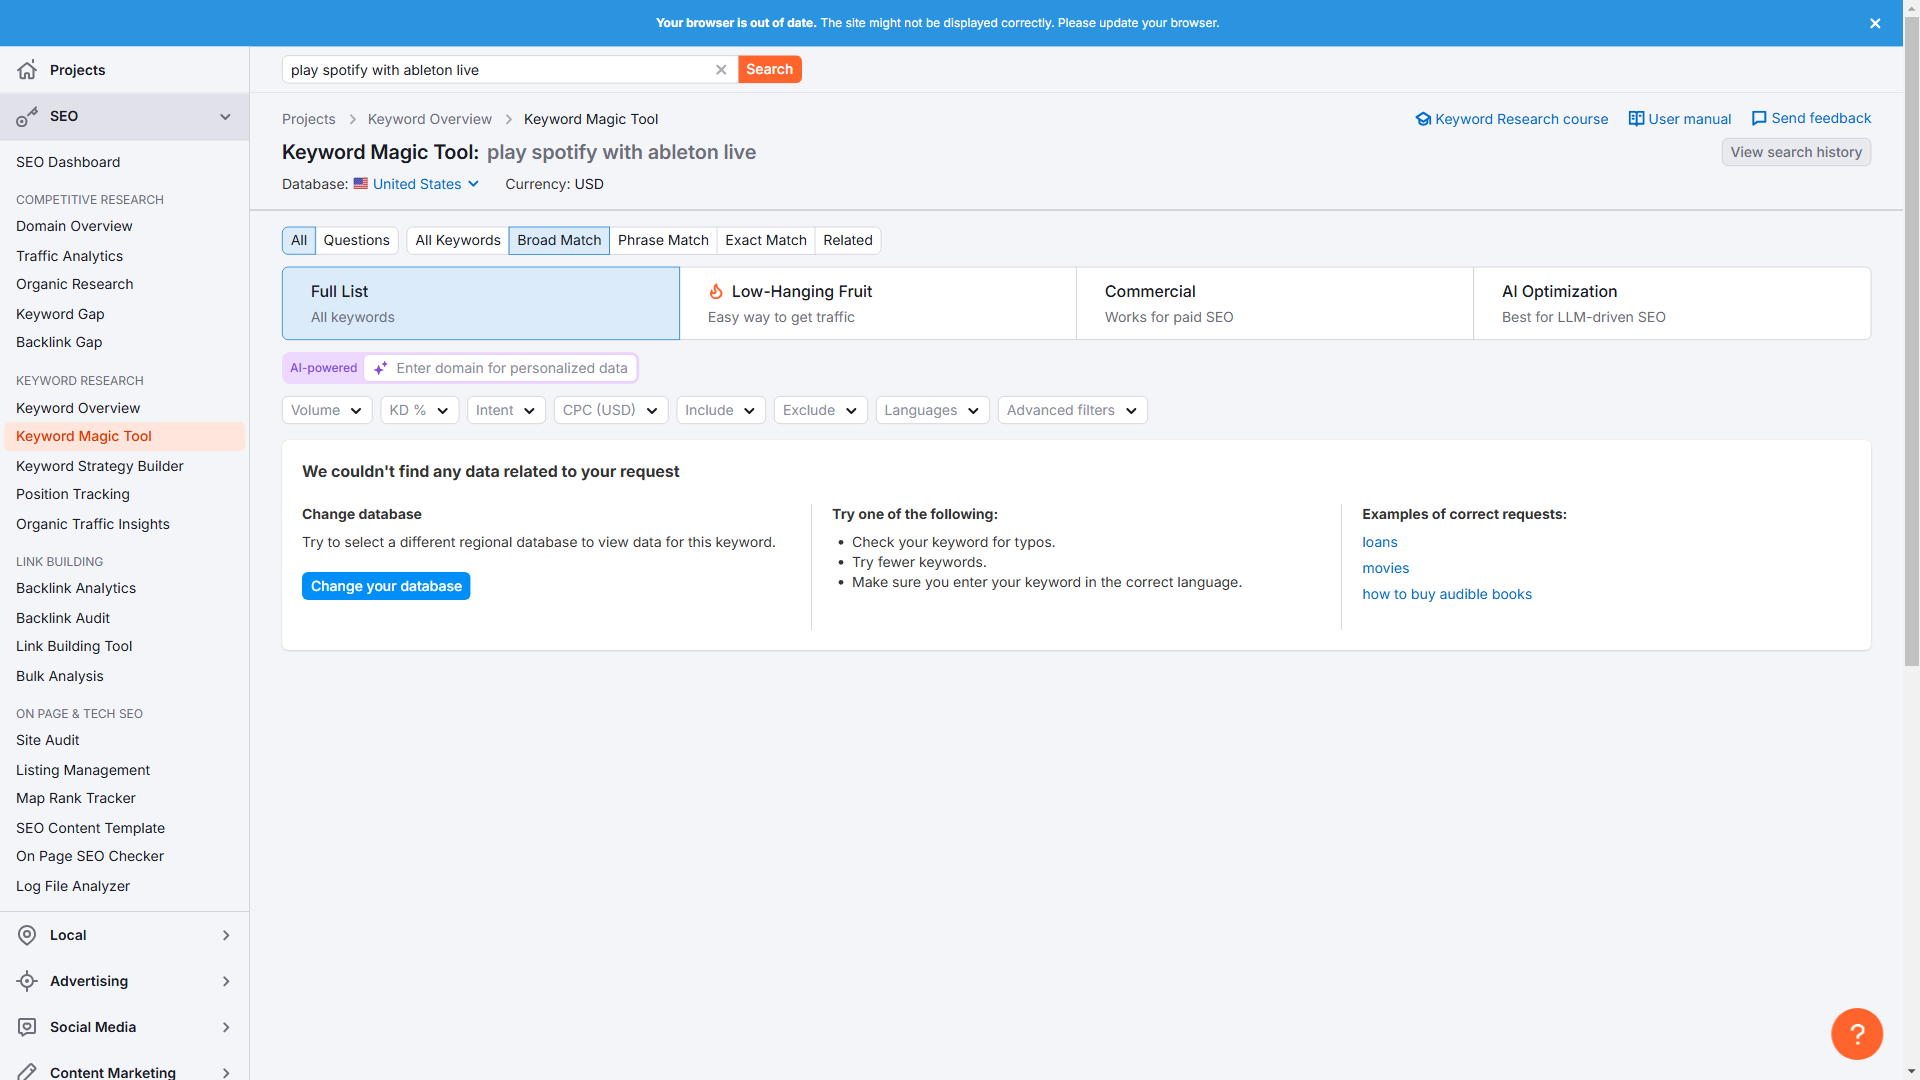 Your browser is out of date. The site might not be displayed correctly. Please update your browser.
Projects
play spotify with ableton live
Search
SEO
Projects > Keyword Overview > Keyword Magic Tool
Keyword Research course
User manual
Send feedback
Keyword Magic Tool: play spotify with ableton live
View search history
Database: United States
Currency: USD
SEO Dashboard
COMPETITIVE RESEARCH
Domain Overview
Traffic Analytics
Organic Research
Keyword Gap
Backlink Gap
KEYWORD RESEARCH
Keyword Overview
Keyword Magic Tool
Keyword Strategy Builder
Position Tracking
Organic Traffic Insights
LINK BUILDING
Backlink Analytics
Backlink Audit
Link Building Tool
Bulk Analysis
ON PAGE & TECH SEO
Site Audit
Listing Management
Map Rank Tracker
SEO Content Template
On Page SEO Checker
Log File Analyzer
Local
Advertising
Social Media
Content Marketing
All
Questions
All Keywords
Broad Match
Phrase Match
Exact Match
Related
Full List
All keywords
Low-Hanging Fruit
Easy way to get traffic
Commercial
Works for paid SEO
AI Optimization
Best for LLM-driven SEO
AI-powered
Enter domain for personalized data
Volume
KD %
Intent
CPC (USD)
Include
Exclude
Languages
Advanced filters
We couldn't find any data related to your request
Change database
Try to select a different regional database to view data for this keyword.
Change your database
Try one of the following:
• Check your keyword for typos.
• Try fewer keywords.
• Make sure you enter your keyword in the correct language.
Examples of correct requests:
loans
movies
how to buy audible books
?